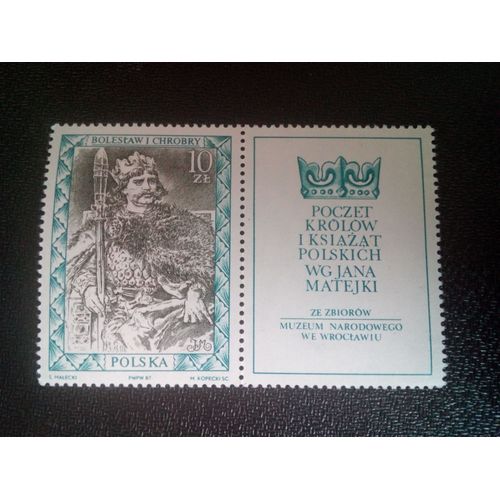 BOLESŁAW I CHROBRY
10
ZŁ
POLSKA
S. MAŁECKI PWPW 87 M. KOPECKI SC.
POCZET
KRÓLÓW
I KSIĄŻĄT
POLSKICH
WG JANA
MATEJKI
ZE ZBIORÓW
MUZEUM NARODOWEGO
WE WROCŁAWIU